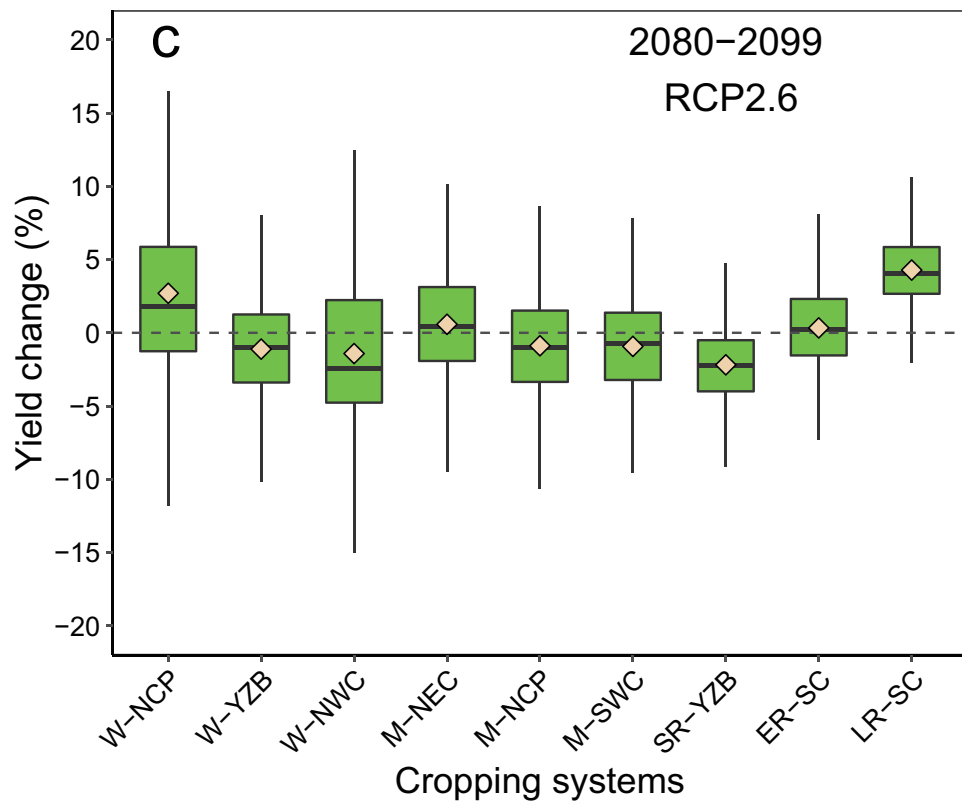 C
2080−2099
RCP2.6
Yield change (%)
20
15
10
5
0
−5
−10
−15
−20
W−NCP
W−YZB
W−NWC
M−NEC
M−NCP
M−SWC
SR−YZB
ER−SC
LR−SC
Cropping systems